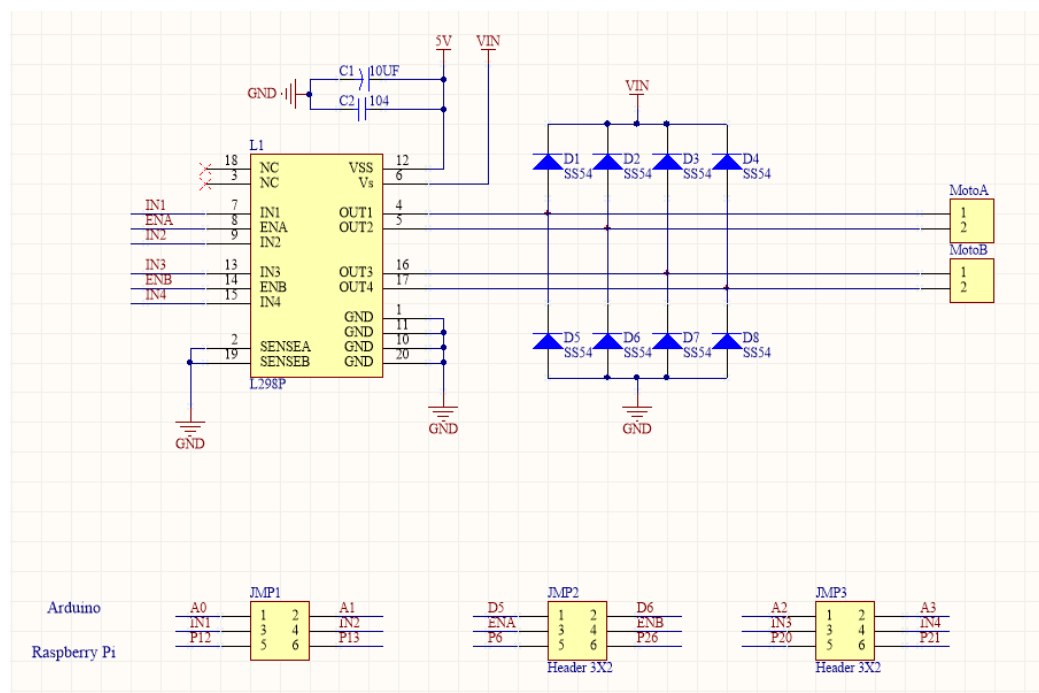 5V VIN
C1 10UF
GND
C2 104
VIN
L1
18 NC VSS 12
3 NC Vs 6
D1 D2 D3 D4
SS54 SS54 SS54 SS54
MotoA
IN1 7 IN1 OUT1 4 1
ENA 8 ENA OUT2 5 2
IN2 9 IN2
MotoB
IN3 13 IN3 OUT3 16 1
ENB 14 ENB OUT4 17 2
IN4 15 IN4
GND 1
GND 11
2 SENSEA GND 10
19 SENSEB GND 20
D5 D6 D7 D8
SS54 SS54 SS54 SS54
L298P
GND
GND
GND
JMP1 JMP2 JMP3
Arduino
A0 1 2 A1 D5 1 2 D6 A2 1 2 A3
IN1 3 4 IN2 ENA 3 4 ENB IN3 3 4 IN4
P12 5 6 P13 P6 5 6 P26 P20 5 6 P21
Raspberry Pi
Header 3X2 Header 3X2